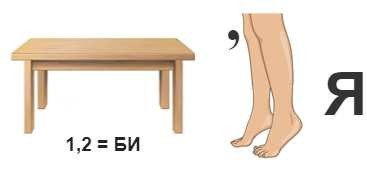 ,
Я
1,2 = БИ